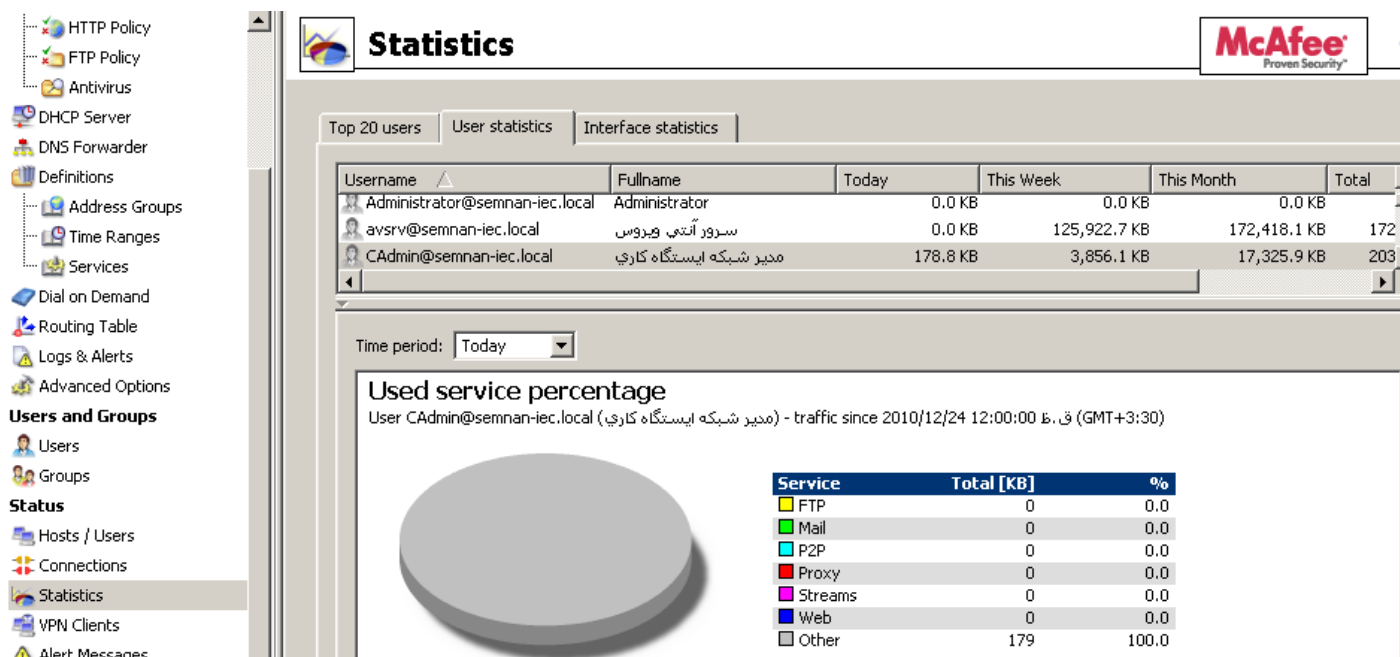 HTTP Policy
FTP Policy
Antivirus
DHCP Server
DNS Forwarder
Definitions
Address Groups
Time Ranges
Services
Dial on Demand
Routing Table
Logs & Alerts
Advanced Options
Users and Groups
Users
Groups
Status
Hosts / Users
Connections
Statistics
VPN Clients
Alert Messages
Statistics
McAfee
Proven Security
Top 20 users User statistics Interface statistics
Username Fullname Today This Week This Month Total
Administrator@semnan-iec.local Administrator 0.0 KB 0.0 KB 0.0 KB
avsrv@semnan-iec.local سرور آنتي ويروس 0.0 KB 125,922.7 KB 172,418.1 KB 172
CAdmin@semnan-iec.local مدير شبكه ايستگاه كاري 178.8 KB 3,856.1 KB 17,325.9 KB 203
Time period: Today
Used service percentage
User CAdmin@semnan-iec.local (مدير شبكه ايستگاه كاري) - traffic since 2010/12/24 12:00:00 ق.ظ (GMT+3:30)
Service Total [KB] %
FTP 0 0.0
Mail 0 0.0
P2P 0 0.0
Proxy 0 0.0
Streams 0 0.0
Web 0 0.0
Other 179 100.0